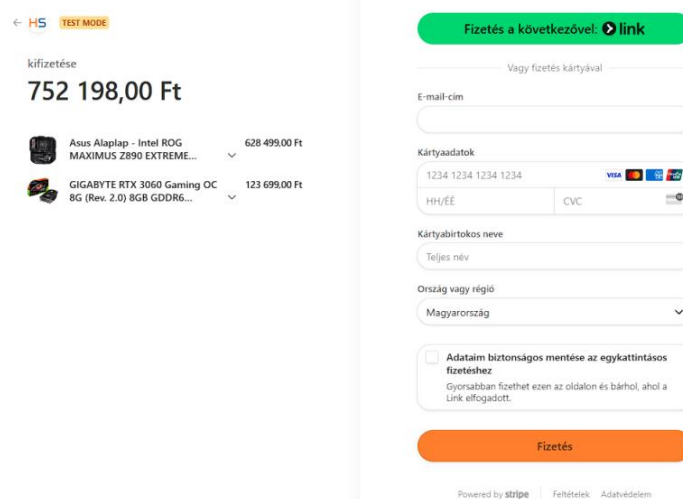 ← HS TEST MODE
kifizetése
752 198,00 Ft
Asus Alaplap - Intel ROG MAXIMUS Z890 EXTREME... 628 499,00 Ft
GIGABYTE RTX 3060 Gaming OC 8G (Rev. 2.0) 8GB GDDR6... 123 699,00 Ft
Fizetés a következővel: link
Vagy fizetés kártyával
E-mail-cím
Kártyaadatok
1234 1234 1234 1234 VISA
HH/ÉÉ CVC
Kártyabirtokos neve
Teljes név
Ország vagy régió
Magyarország
Adataim biztonságos mentése az egykattintásos
fizetéshez
Gyorsabban fizethet ezen az oldalon és bárhol, ahol a
Link elfogadott.
Fizetés
Powered by stripe Feltételek Adatvédelem